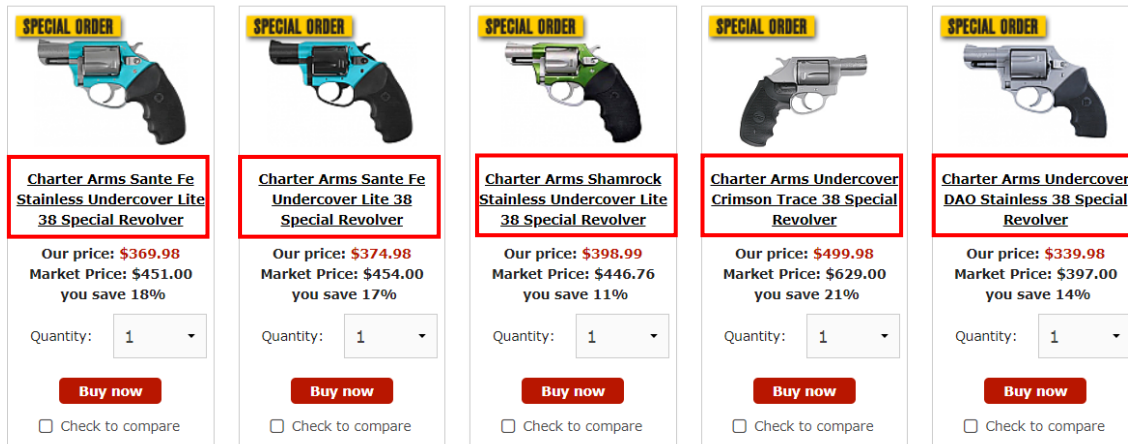 SPECIAL ORDER
Charter Arms Sante Fe
Stainless Undercover Lite
38 Special Revolver
Our price: $369.98
Market Price: $451.00
you save 18%
Quantity: 1
Buy now
Check to compare
SPECIAL ORDER
Charter Arms Sante Fe
Undercover Lite 38
Special Revolver
Our price: $374.98
Market Price: $454.00
you save 17%
Quantity: 1
Buy now
Check to compare
SPECIAL ORDER
Charter Arms Shamrock
Stainless Undercover Lite
38 Special Revolver
Our price: $398.99
Market Price: $446.76
you save 11%
Quantity: 1
Buy now
Check to compare
SPECIAL ORDER
Charter Arms Undercover
Crimson Trace 38 Special
Revolver
Our price: $499.98
Market Price: $629.00
you save 21%
Quantity: 1
Buy now
Check to compare
SPECIAL ORDER
Charter Arms Undercover
DAO Stainless 38 Special
Revolver
Our price: $339.98
Market Price: $397.00
you save 14%
Quantity: 1
Buy now
Check to compare